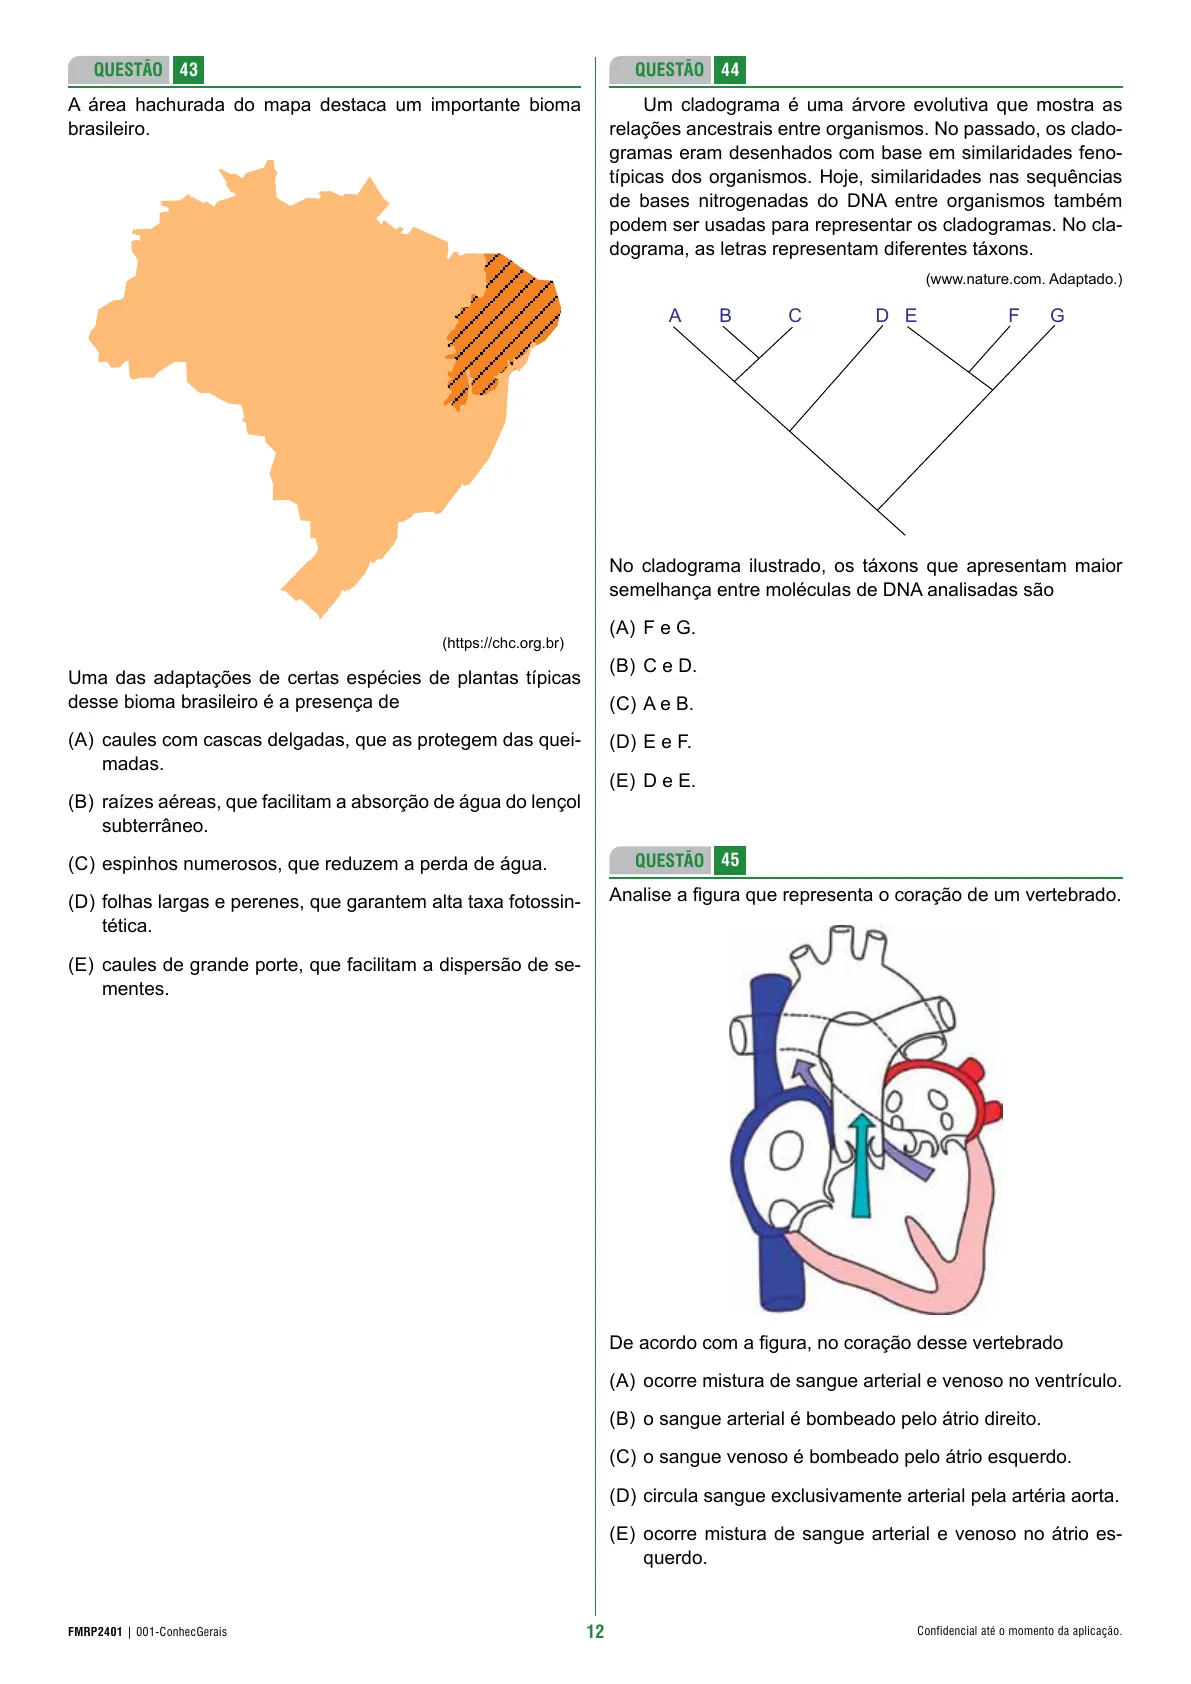 QUESTÃO 43
A área hachurada do mapa destaca um importante bioma
brasileiro.
(https://chc.org.br)
Uma das adaptações de certas espécies de plantas típicas
desse bioma brasileiro é a presença de
(A) caules com cascas delgadas, que as protegem das quei-
madas.
(B) raízes aéreas, que facilitam a absorção de água do lençol
subterrâneo.
(C) espinhos numerosos, que reduzem a perda de água.
(D) folhas largas e perenes, que garantem alta taxa fotossin-
tética.
(E) caules de grande porte, que facilitam a dispersão de se-
mentes.
QUESTÃO 44
Um cladograma é uma árvore evolutiva que mostra as
relações ancestrais entre organismos. No passado, os clado-
gramas eram desenhados com base em similaridades feno-
típicas dos organismos. Hoje, similaridades nas sequências
de bases nitrogenadas do DNA entre organismos também
podem ser usadas para representar os cladogramas. No cla-
dograma, as letras representam diferentes táxons.
(www.nature.com. Adaptado.)
A B C D E F G
No cladograma ilustrado, os táxons que apresentam maior
semelhança entre moléculas de DNA analisadas são
(A) F e G.
(B) C e D.
(C) A e B.
(D) E e F.
(E) D e E.
QUESTÃO 45
Analise a figura que representa o coração de um vertebrado.
De acordo com a figura, no coração desse vertebrado
(A) ocorre mistura de sangue arterial e venoso no ventrículo.
(B) o sangue arterial é bombeado pelo átrio direito.
(C) o sangue venoso é bombeado pelo átrio esquerdo.
(D) circula sangue exclusivamente arterial pela artéria aorta.
(E) ocorre mistura de sangue arterial e venoso no átrio es-
querdo.
FMRP2401 | 001-ConhecGerais
12
Confidencial até o momento da aplicação.